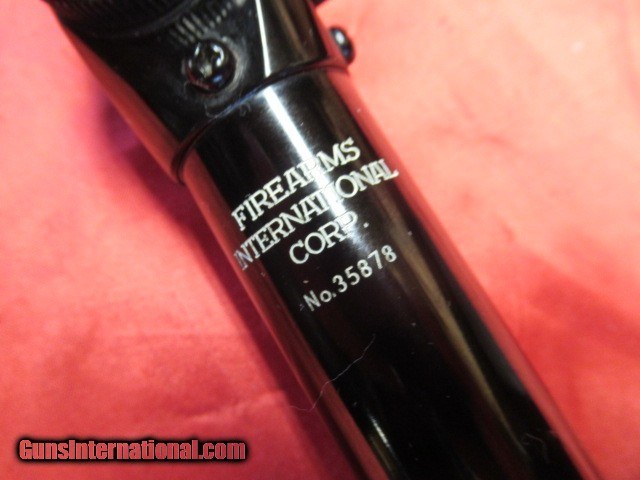 FIREARMS
INTERNATIONAL
CORP.
No.35878
GunsInternational.com